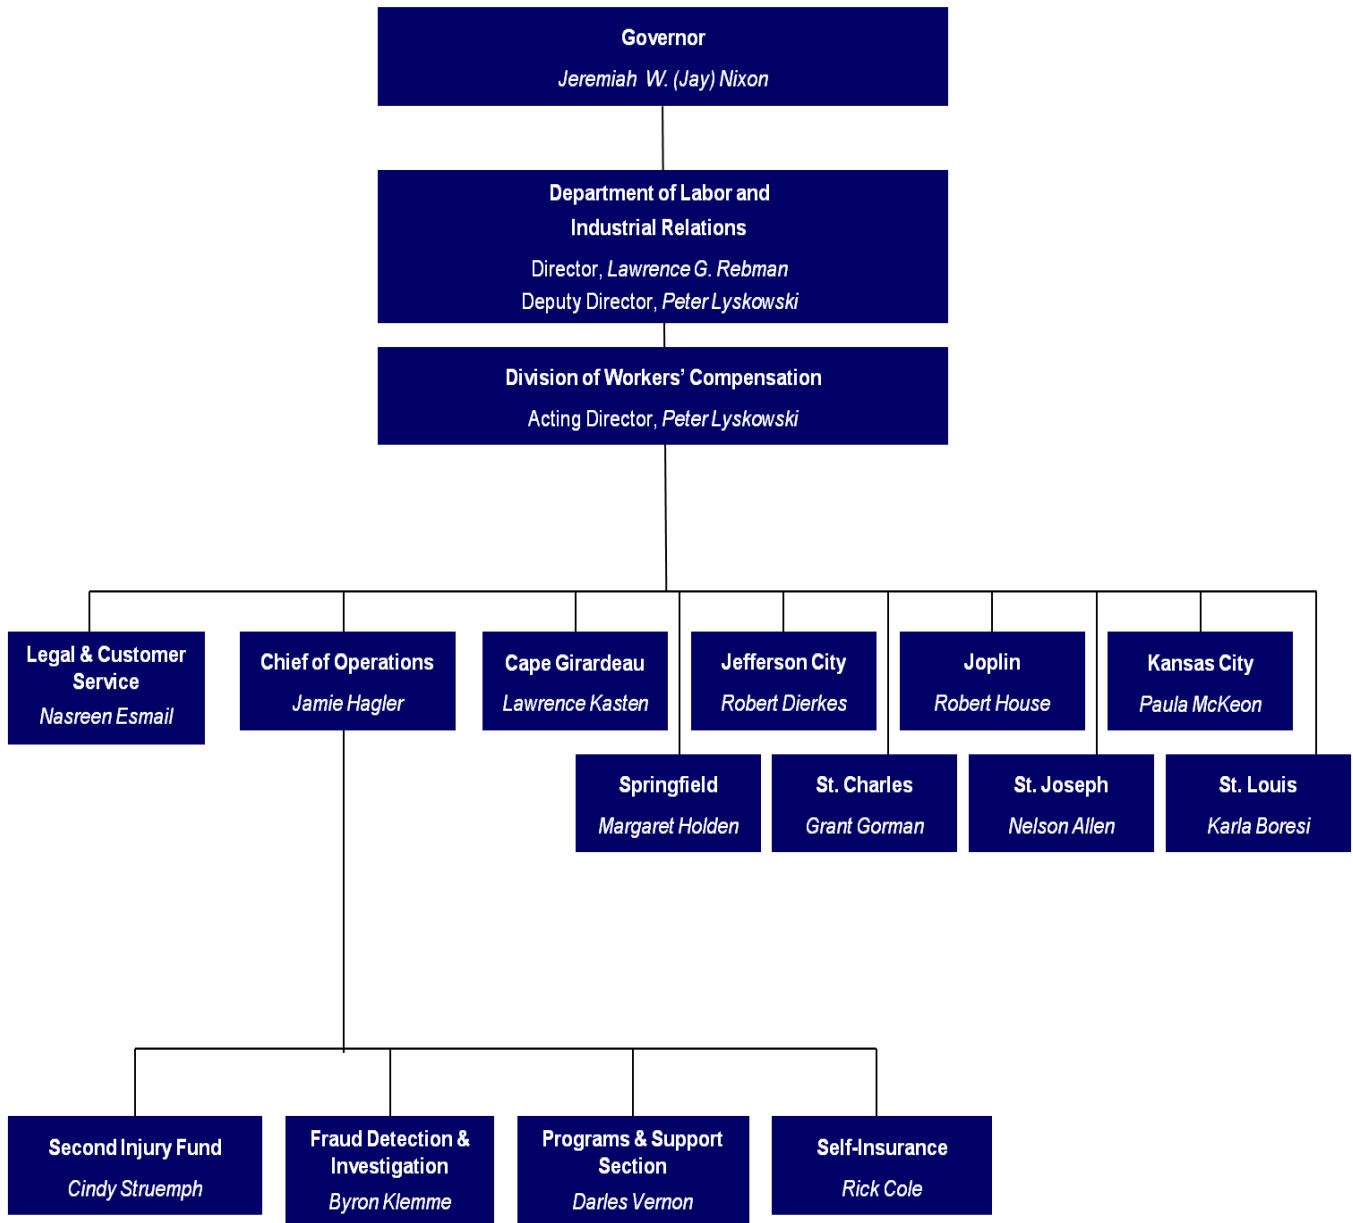 Governor
Jeremiah W. (Jay) Nixon
Department of Labor and
Industrial Relations
Director, Lawrence G. Rebman
Deputy Director, Peter Lyskowski
Division of Workers’ Compensation
Acting Director, Peter Lyskowski
Legal & Customer
Service
Nasreen Esmail
Chief of Operations
Jamie Hagler
Cape Girardeau
Lawrence Kasten
Jefferson City
Robert Dierkes
Joplin
Robert House
Kansas City
Paula McKeon
Springfield
Margaret Holden
St. Charles
Grant Gorman
St. Joseph
Nelson Allen
St. Louis
Karla Boresi
Second Injury Fund
Cindy Struemph
Fraud Detection &
Investigation
Byron Klemme
Programs & Support
Section
Darles Vernon
Self-Insurance
Rick Cole